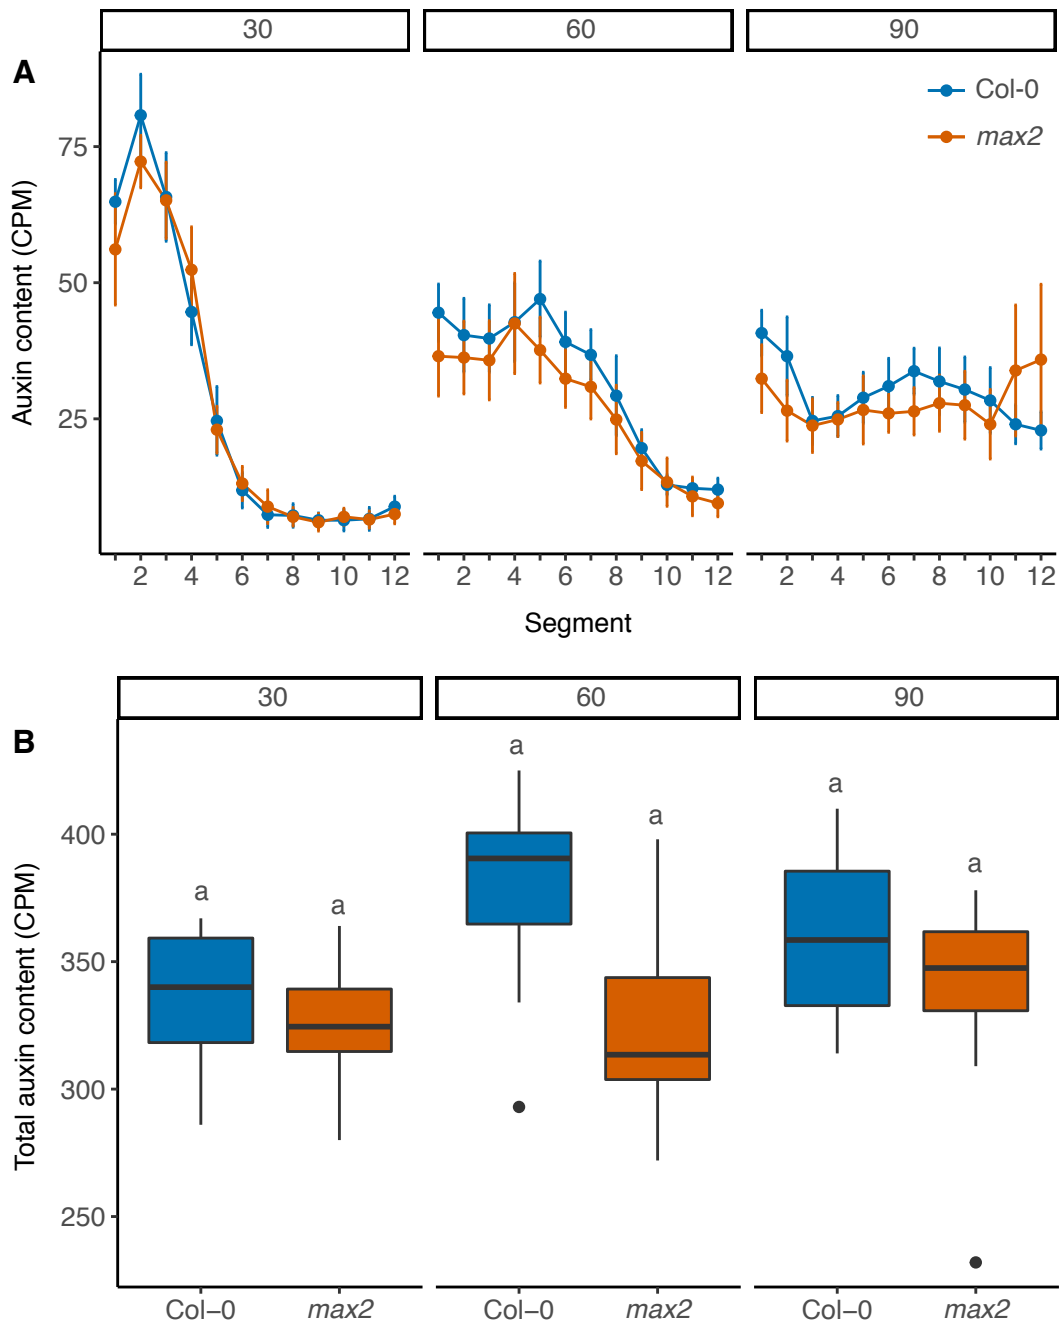 30 60 90
A
Col-0
max2
75
50
25
Auxin content (CPM)
2 4 6 8 10 12 2 4 6 8 10 12 2 4 6 8 10 12
Segment
30 60 90
B
a a a a a a
400
350
300
250
Total auxin content (CPM)
Col−0 max2 Col−0 max2 Col−0 max2